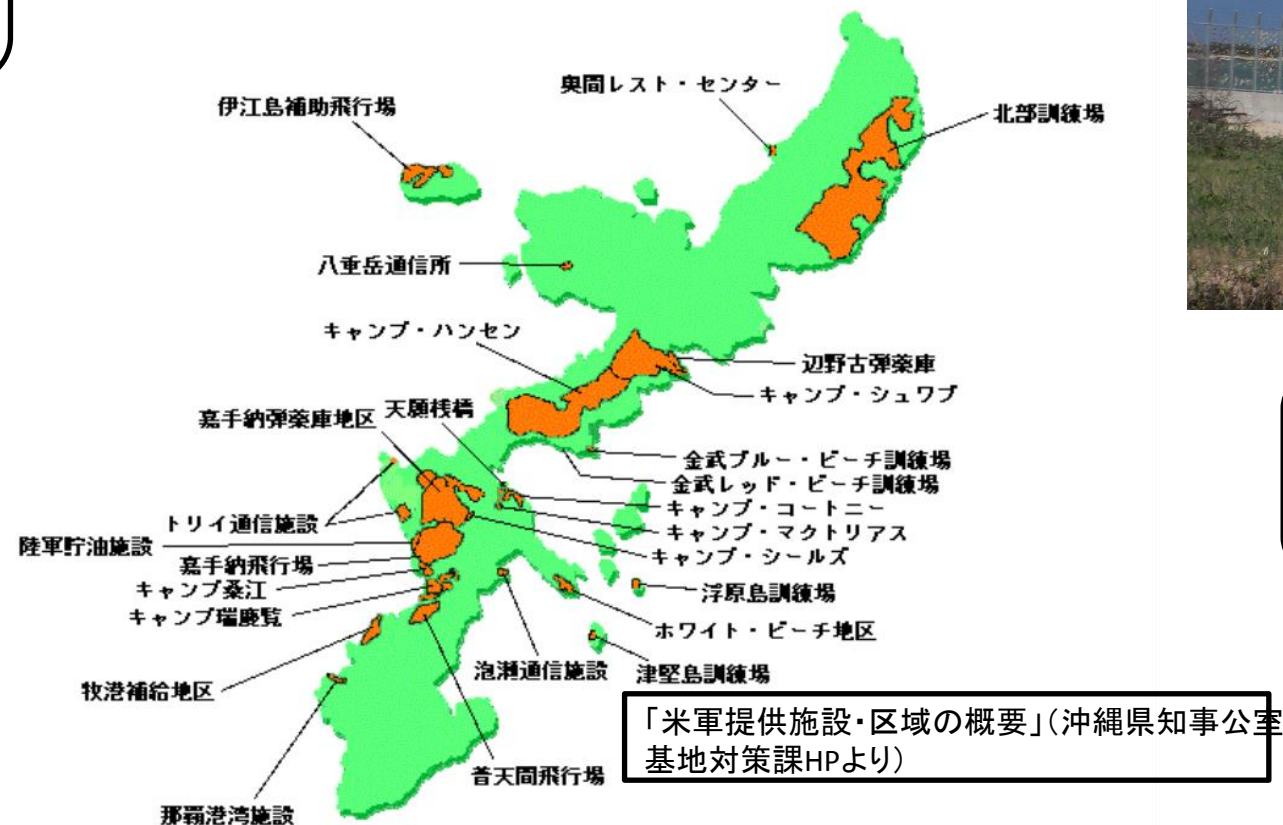 奥間レスト・センター
伊江島補助飛行場
北部訓練場
八重岳通信所
キャンプ・ハンセン
辺野古弾薬庫
キャンプ・シュワブ
天願桟橋
嘉手納弾薬庫地区
金武ブルー・ビーチ訓練場
金武レッド・ビーチ訓練場
キャンプ・コートニー
トリイ通信施設
キャンプ・マクトリアス
陸軍貯油施設
キャンプ・シールズ
嘉手納飛行場
キャンプ桑江
浮原島訓練場
キャンプ瑞慶覧
ホワイト・ビーチ地区
泡瀬通信施設
津堅島訓練場
牧港補給地区
「米軍提供施設・区域の概要」（沖縄県知事公室
基地対策課HPより）
普天間飛行場
那覇港湾施設